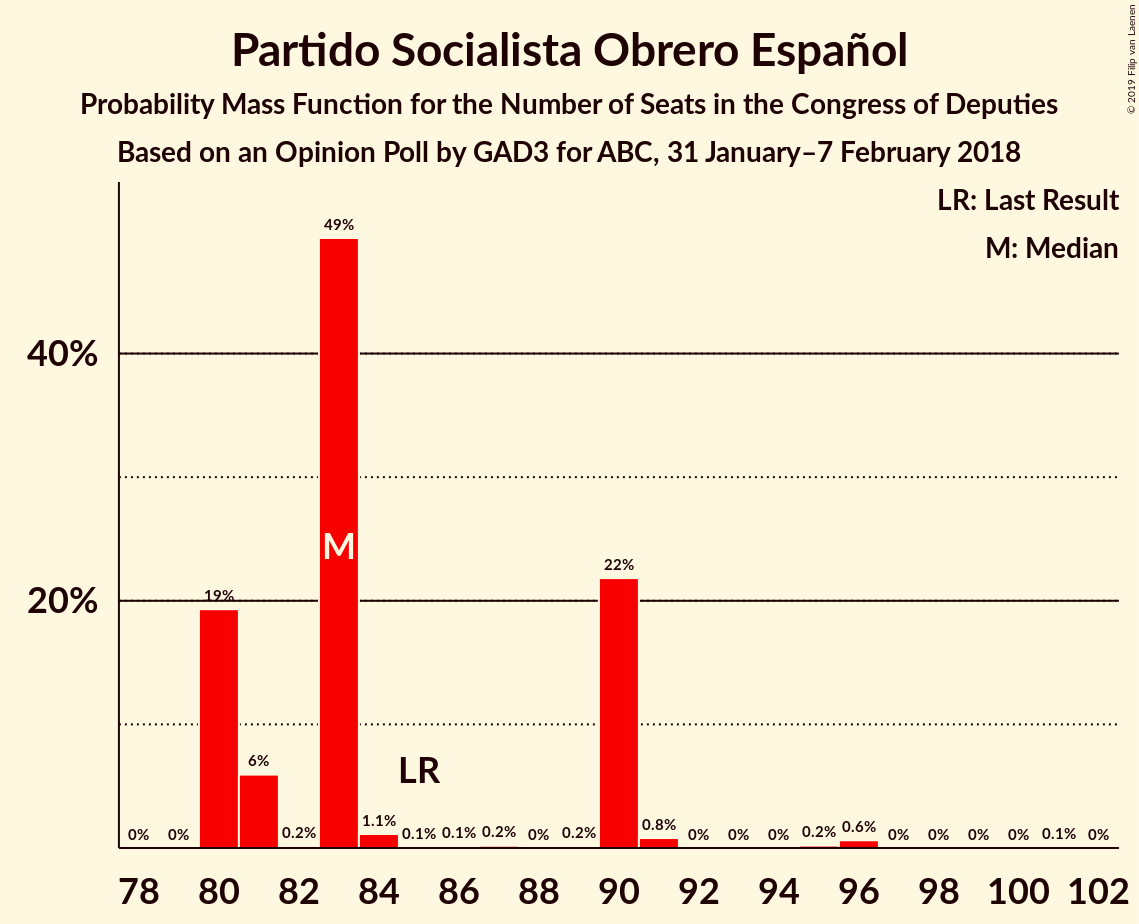 Partido Socialista Obrero Español
Probability Mass Function for the Number of Seats in the Congress of Deputies
Based on an Opinion Poll by GAD3 for ABC, 31 January–7 February 2018
© 2019 Filip van Laenen
LR: Last Result
M: Median
40%
20%
0% 0% 19% 6% 0.2% 49% 1.1% 0.1% 0.1% 0.2% 0% 0.2% 22% 0.8% 0% 0% 0% 0.2% 0.6% 0% 0% 0% 0% 0.1% 0%
M
LR
78 80 82 84 86 88 90 92 94 96 98 100 102